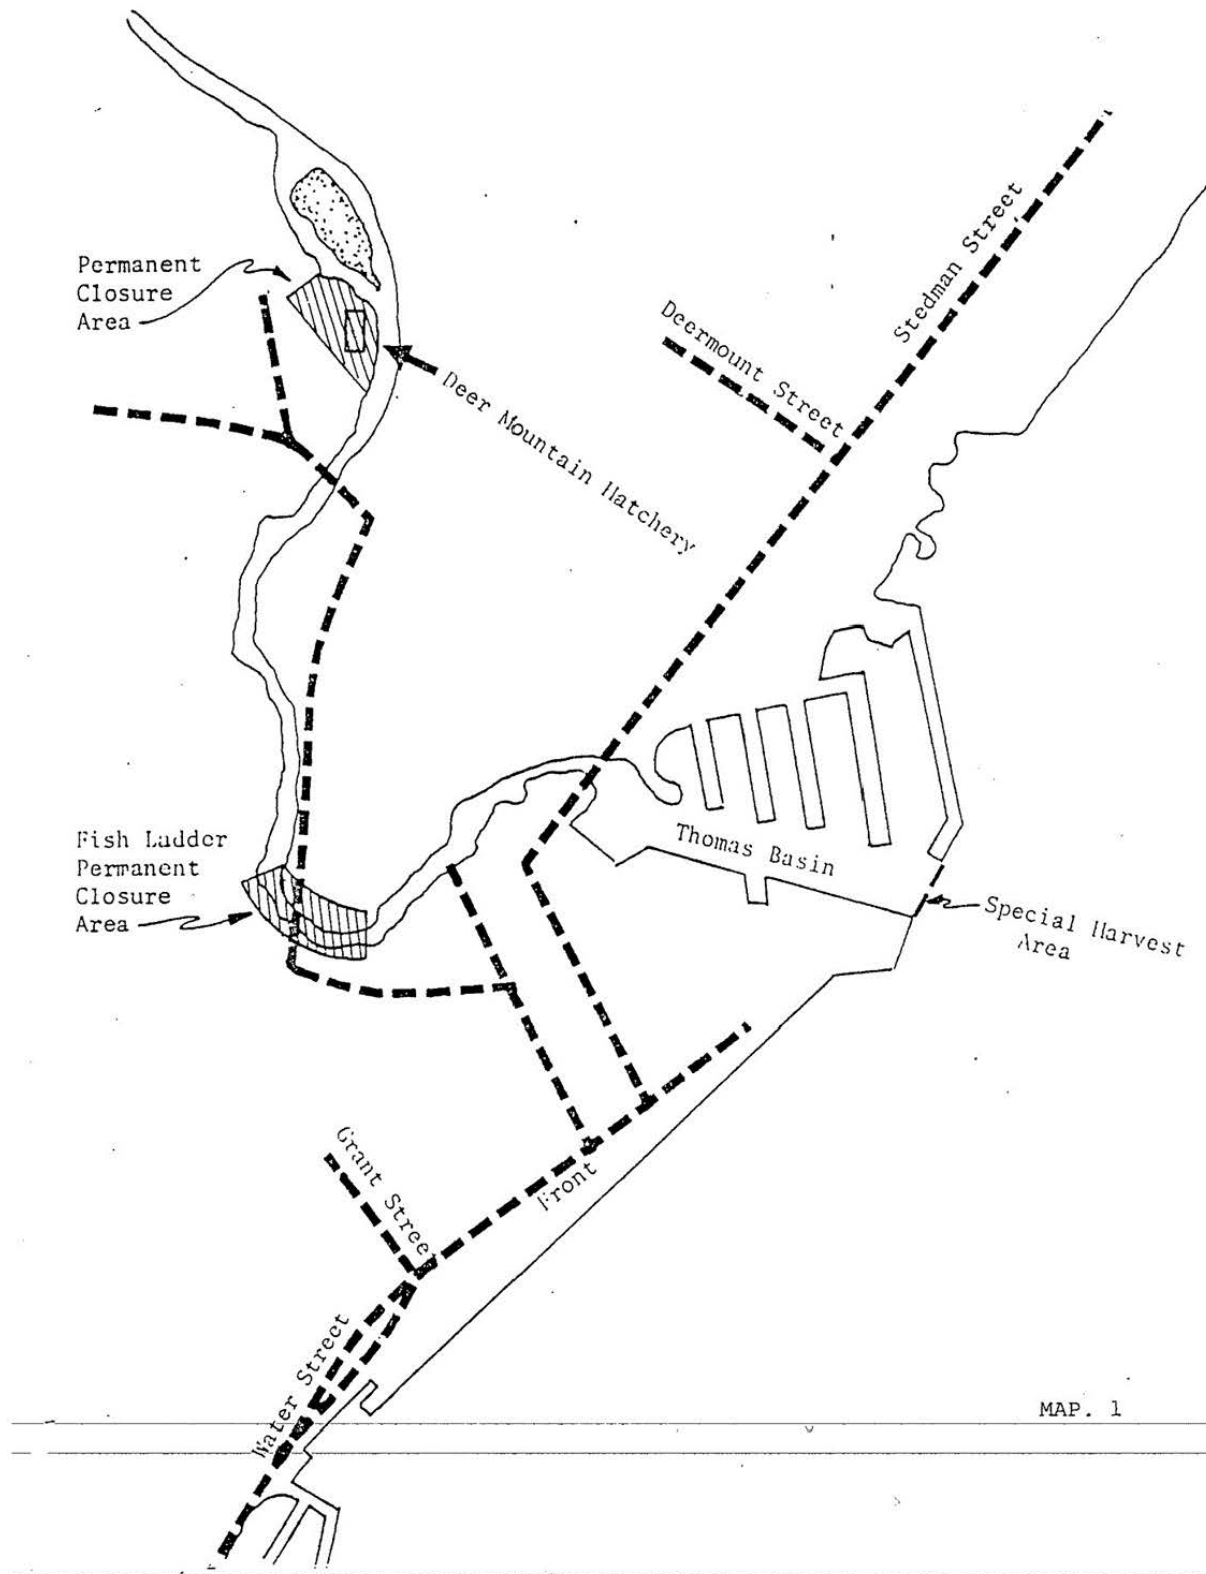 Stedman Street
Permanent
Closure
Area
Deermount Street
Deer Mountain Hatchery
Fish Ladder
Permanent
Closure
Area
Thomas Basin
Special Harvest
Area
Grant Street
Front
Water Street
MAP. 1